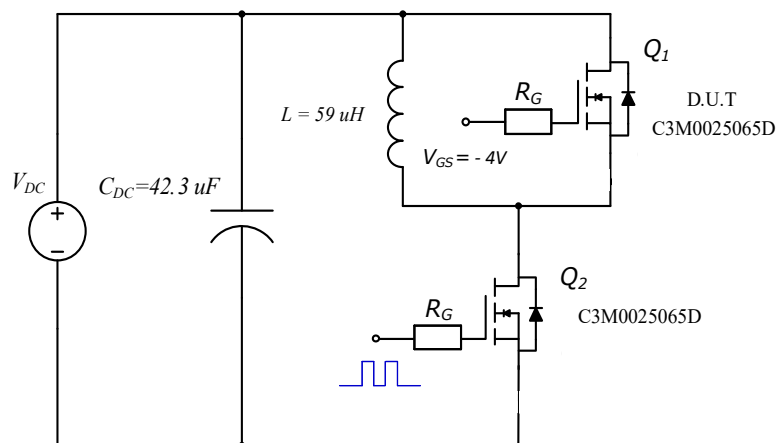 Q1
RG
D.U.T
C3M0025065D
L = 59 uH
VGS = - 4V
VDC
CDC=42.3 uF
Q2
RG
C3M0025065D